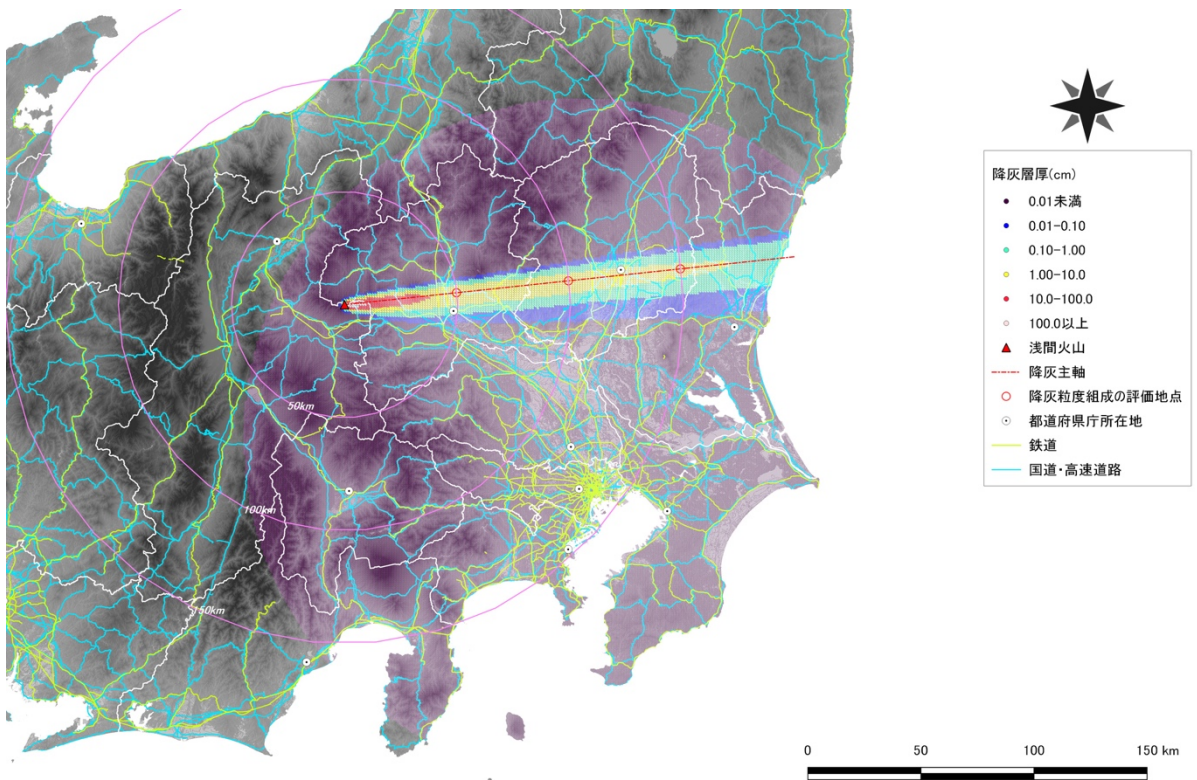 降灰層厚(cm)
0.01未満
0.01-0.10
0.10-1.00
1.00-10.0
10.0-100.0
100.0以上
浅間火山
降灰主軸
降灰粒度組成の評価地点
都道府県庁所在地
鉄道
国道・高速道路
50km
100km
150km
0 50 100 150 km